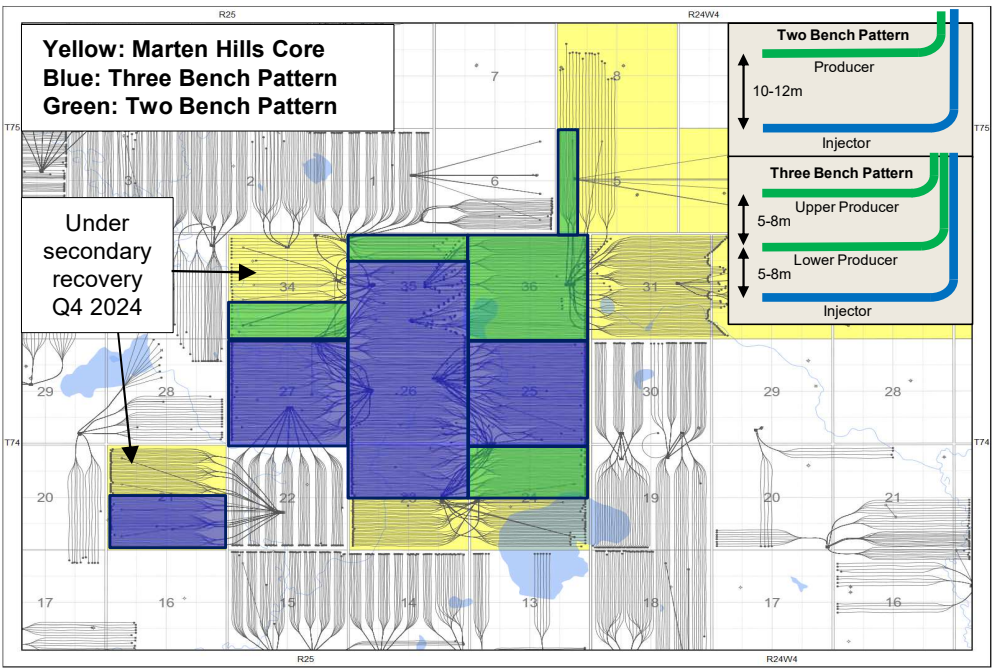 R25
R24W4
Yellow: Marten Hills Core
Blue: Three Bench Pattern
Green: Two Bench Pattern
Two Bench Pattern
Producer
10-12m
Injector
Three Bench Pattern
Upper Producer
5-8m
Lower Producer
5-8m
Injector
Under
secondary
recovery
Q4 2024
7
8
T75
T75
3
2
1
6
5
34
35
36
31
29
28
27
26
25
30
29
28
T74
T74
20
21
22
23
24
19
20
21
17
16
15
14
13
18
17
16
R25
R24W4